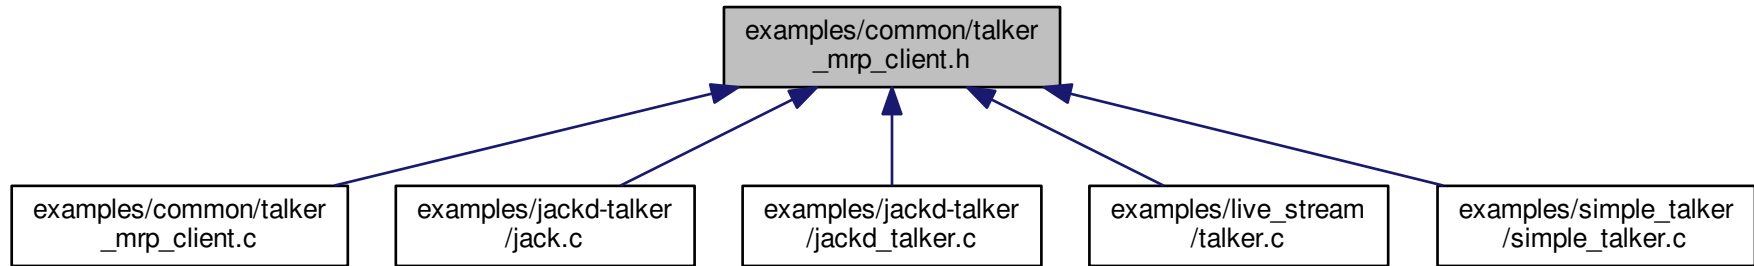 examples/common/talker
_mrp_client.h
examples/common/talker
_mrp_client.c
examples/jackd-talker
/jack.c
examples/jackd-talker
/jackd_talker.c
examples/live_stream
/talker.c
examples/simple_talker
/simple_talker.c